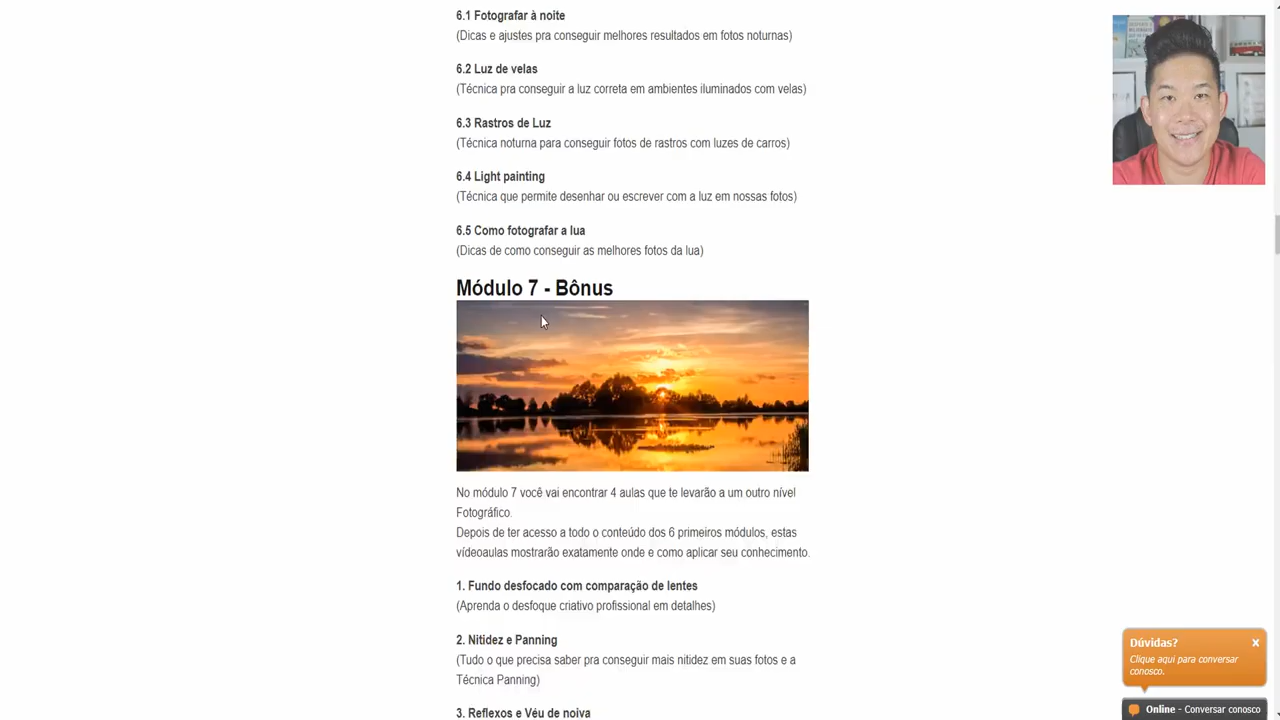 6.1 Fotografar à noite
(Dicas e ajustes pra conseguir melhores resultados em fotos noturnas)
6.2 Luz de velas
(Técnica pra conseguir a luz correta em ambientes iluminados com velas)
6.3 Rastros de Luz
(Técnica noturna para conseguir fotos de rastros com luzes de carros)
6.4 Light painting
(Técnica que permite desenhar ou escrever com a luz em nossas fotos)
6.5 Como fotografar a lua
(Dicas de como conseguir as melhores fotos da lua)
Módulo 7 - Bônus
No módulo 7 você vai encontrar 4 aulas que te levarão a um outro nível
Fotográfico.
Depois de ter acesso a todo o conteúdo dos 6 primeiros módulos, estas
vídeoaulas mostrarão exatamente onde e como aplicar seu conhecimento.
1. Fundo desfocado com comparação de lentes
(Aprenda o desfoque criativo profissional em detalhes)
2. Nitidez e Panning
(Tudo o que precisa saber pra conseguir mais nitidez em suas fotos e a
Técnica Panning)
3. Reflexos e Véu de noiva
Dúvidas?
Clique aqui para conversar
conosco.
Online - Conversar conosco